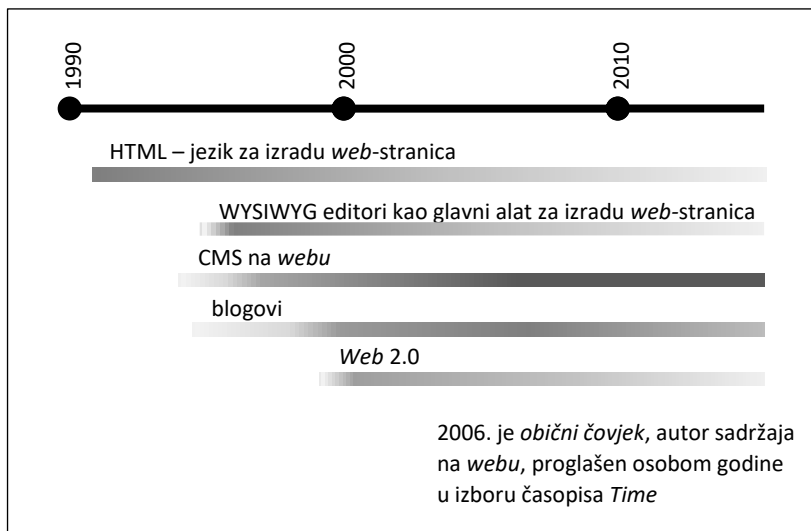 1990
2000
2010
HTML – jezik za izradu web-stranica
WYSIWYG editori kao glavni alat za izradu web-stranica
CMS na webu
blogovi
Web 2.0
2006. je obični čovjek, autor sadržaja
na webu, proglašen osobom godine
u izboru časopisa Time